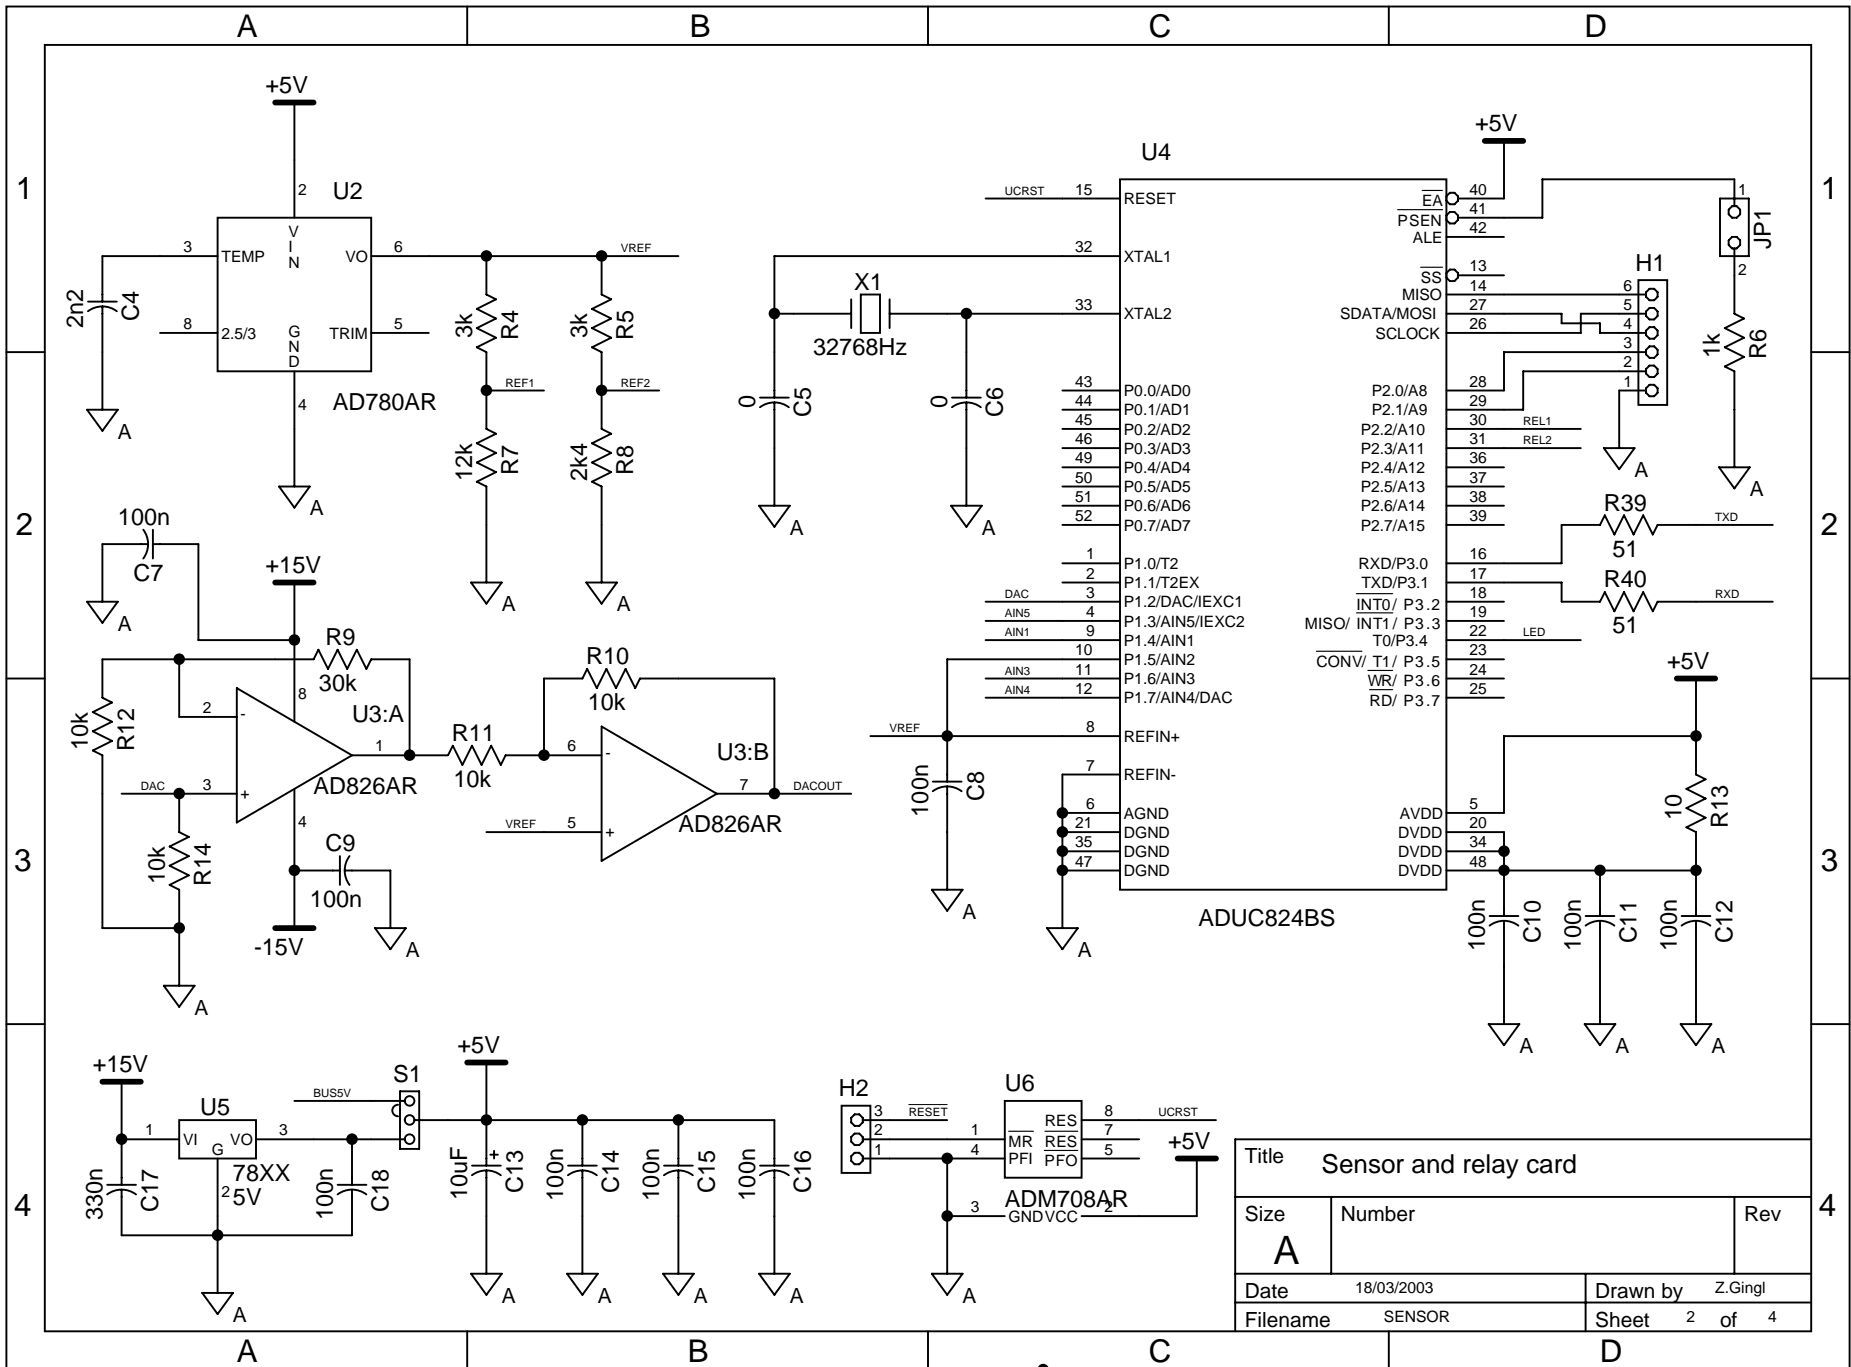 A B C D
1
2
3
4
1
2
3
4
+5V
2
U2
3 TEMP
V
I
N
VO 6
VREF
2n2
C4
8 2.5/3
G
N
D
TRIM 5
4
AD780AR
A
A
3k
R4
3k
R5
REF1
REF2
12k
R7
2k4
R8
A
A
X1
32768Hz
0
C5
0
C6
A
A
100n
C7
A
+15V
R9
30k
8
2
-
U3:A
1
10k
R12
DAC 3
+
AD826AR
4
10k
R14
C9
100n
-15V
A
A
R10
10k
R11
10k
6
-
U3:B
7 DACOUT
VREF 5
+
AD826AR
U4
UCRST 15 RESET
32 XTAL1
33 XTAL2
43 P0.0/AD0
44 P0.1/AD1
45 P0.2/AD2
46 P0.3/AD3
49 P0.4/AD4
50 P0.5/AD5
51 P0.6/AD6
52 P0.7/AD7
1 P1.0/T2
2 P1.1/T2EX
DAC 3 P1.2/DAC/IEXC1
AIN5 4 P1.3/AIN5/IEXC2
AIN1 9 P1.4/AIN1
10 P1.5/AIN2
AIN3 11 P1.6/AIN3
AIN4 12 P1.7/AIN4/DAC
VREF 8 REFIN+
7 REFIN-
6 AGND
21 DGND
35 DGND
47 DGND
100n
C8
A
A
ADUC824BS
+5V
EA 40
PSEN 41
ALE 42
SS 13
MISO 14
SDATA/MOSI 27
SCLOCK 26
P2.0/A8 28
P2.1/A9 29
P2.2/A10 30 REL1
P2.3/A11 31 REL2
P2.4/A12 36
P2.5/A13 37
P2.6/A14 38
P2.7/A15 39
RXD/P3.0 16
TXD/P3.1 17
INT0/ P3.2 18
MISO/ INT1/ P3.3 19
T0/P3.4 22 LED
CONV/ T1/ P3.5 23
WR/ P3.6 24
RD/ P3.7 25
AVDD 5
DVDD 20
DVDD 34
DVDD 48
H1
6
5
4
3
2
1
A
1
JP1
2
1k
R6
A
R39
51
TXD
R40
51
RXD
+5V
10
R13
100n
C10
100n
C11
100n
C12
A
A
A
+15V
U5
1 VI VO 3
G
2
78XX
5V
330n
C17
100n
C18
A
BUS5V
S1
+5V
10uF
+
C13
100n
C14
100n
C15
100n
C16
A
A
A
A
H2
3 RESET
2
1
U6
1 MR
4 PFI
RES 8 UCRST
RES 7
PFO 5
+5V
ADM708AR
3 GND VCC 2
A
Title Sensor and relay card
Size
A
Number
Rev
Date 18/03/2003
Drawn by Z.Gingl
Filename SENSOR
Sheet 2 of 4
A B C D